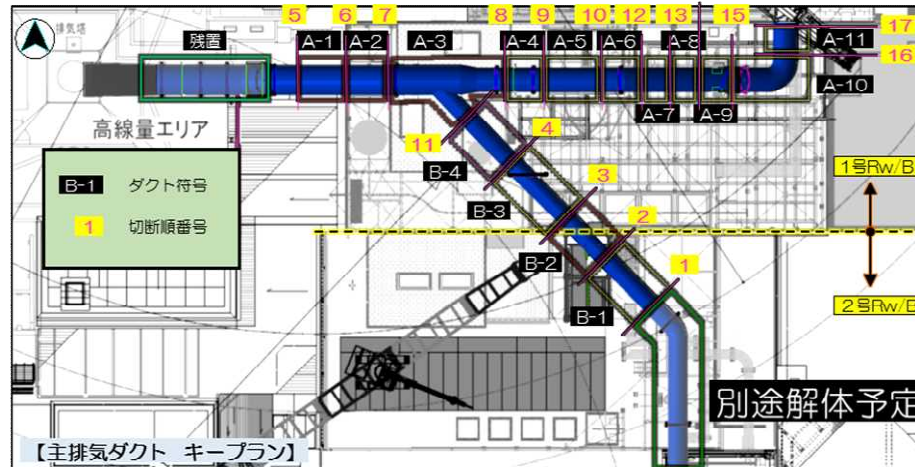 5 6 7 8 9 10 12 13 15 17
排気塔
残置 A-1 A-2 A-3 A-4 A-5 A-6 A-8 A-11
16
A-7 A-9 A-10
高線量エリア
11 4
B-4
3
1号Rw/B
B-1 ダクト符号
B-3
2
1 切断順番号
B-2
1
2号Rw/B
B-1
別途解体予定
【主排気ダクト キープラン】